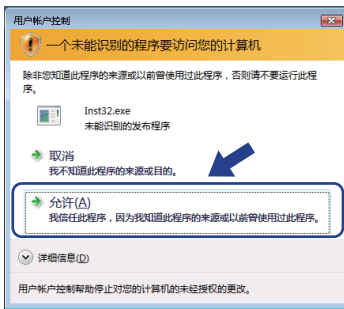 用户帐户控制
一个未能识别的程序要访问您的计算机
除非您知道此程序的来源或以前曾使用过此程序，否则请不要运行此程
序。
Inst32.exe
未能识别的发布程序
取消
我不知道此程序的来源或目的。
允许(A)
我信任此程序，因为我知道此程序的来源或以前曾使用过此程序。
详细信息(D)
用户帐户控制帮助停止对您的计算机的未经授权的更改。